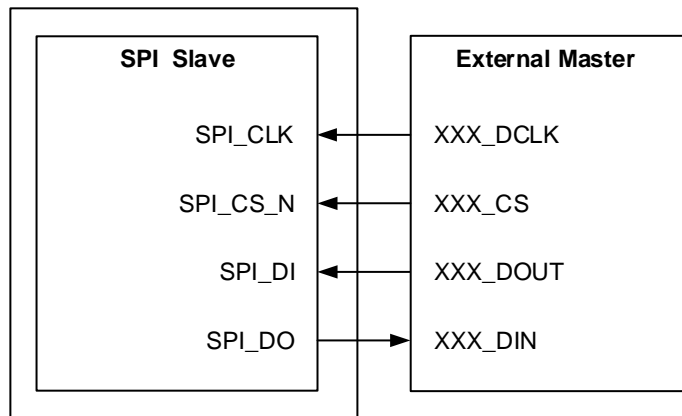 SPI Slave
External Master
SPI_CLK
XXX_DCLK
SPI_CS_N
XXX_CS
SPI_DI
XXX_DOUT
SPI_DO
XXX_DIN